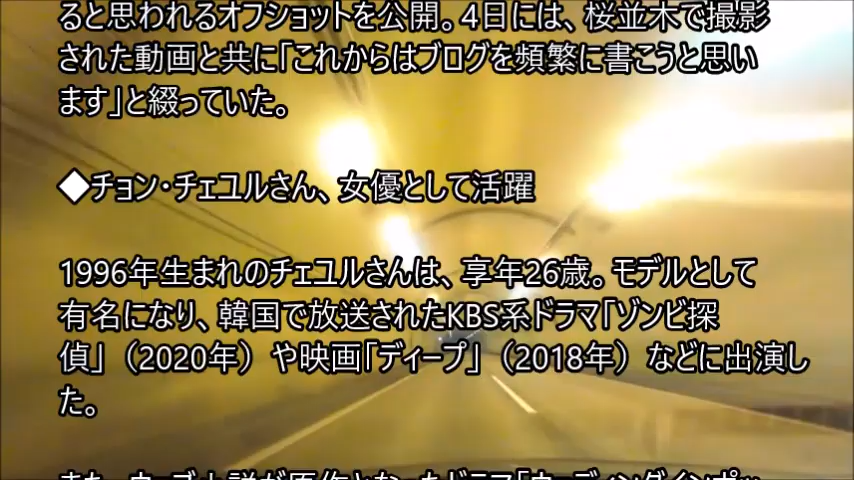 ると思われるオフショットを公開。4日には、桜並木で撮影
された動画と共に「これからはブログを頻繁に書こうと思い
ます」と綴っていた。
◆チョン・チェユルさん、女優として活躍
1996年生まれのチェユルさんは、享年26歳。モデルとして
有名になり、韓国で放送されたKBS系ドラマ「ゾンビ探
偵」（2020年）や映画「ディープ」（2018年）などに出演し
た。